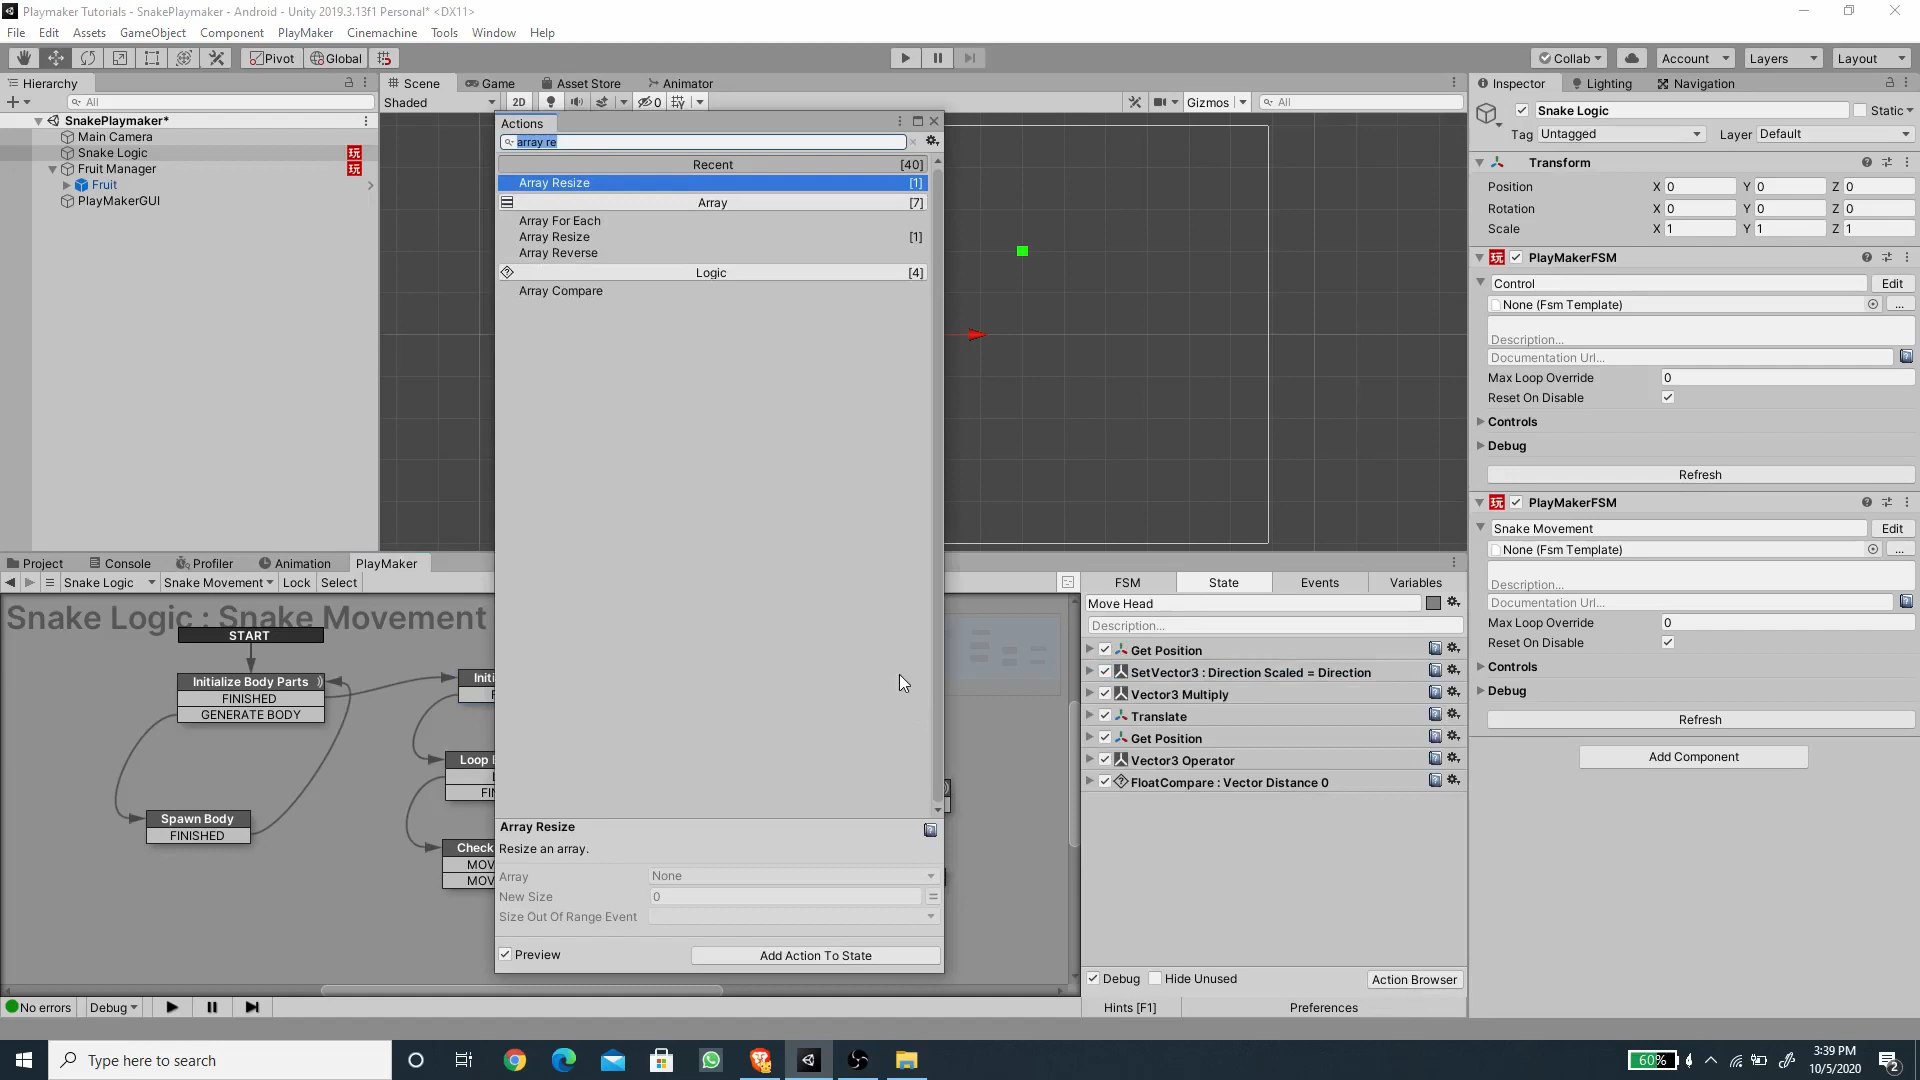 Playmaker Tutorials - SnakePlaymaker - Android - Unity 2019.3.13f1 Personal* <DX11>
File Edit Assets GameObject Component PlayMaker Cinemachine Tools Window Help
Pivot Global Collab Account Layers Layout
Hierarchy Scene Game Asset Store Animator Inspector Lighting Navigation
All Shaded 2D 0 Gizmos All
SnakePlaymaker*
Main Camera
Snake Logic
Fruit Manager
Fruit
PlayMakerGUI
玩
玩
Actions
array re
Recent [40]
Array Resize [1]
Array [7]
Array For Each
Array Resize [1]
Array Reverse
Logic [4]
Array Compare
Array Resize
Resize an array.
Array None
New Size 0
Size Out Of Range Event
Preview Add Action To State
Snake Logic Static
Tag Untagged Layer Default
Transform
Position X 0 Y 0 Z 0
Rotation X 0 Y 0 Z 0
Scale X 1 Y 1 Z 1
玩 PlayMakerFSM
Control Edit
None (Fsm Template) ...
Description...
Documentation Url...
Max Loop Override 0
Reset On Disable
Controls
Debug
Refresh
玩 PlayMakerFSM
Snake Movement Edit
None (Fsm Template) ...
Description...
Documentation Url...
Max Loop Override 0
Reset On Disable
Controls
Debug
Refresh
Add Component
Project Console Profiler Animation PlayMaker
Snake Logic Snake Movement Lock Select
Snake Logic : Snake Movement
START
Initialize Body Parts
FINISHED
GENERATE BODY
Spawn Body
FINISHED
Initi
F
Loop
FIN
Check
MOV
MOV
FSM State Events Variables
Move Head
Description...
Get Position
SetVector3 : Direction Scaled = Direction
Vector3 Multiply
Translate
Get Position
Vector3 Operator
FloatCompare : Vector Distance 0
Debug Hide Unused Action Browser
Hints [F1] Preferences
No errors Debug
Type here to search
60%
3:39 PM
10/5/2020
2